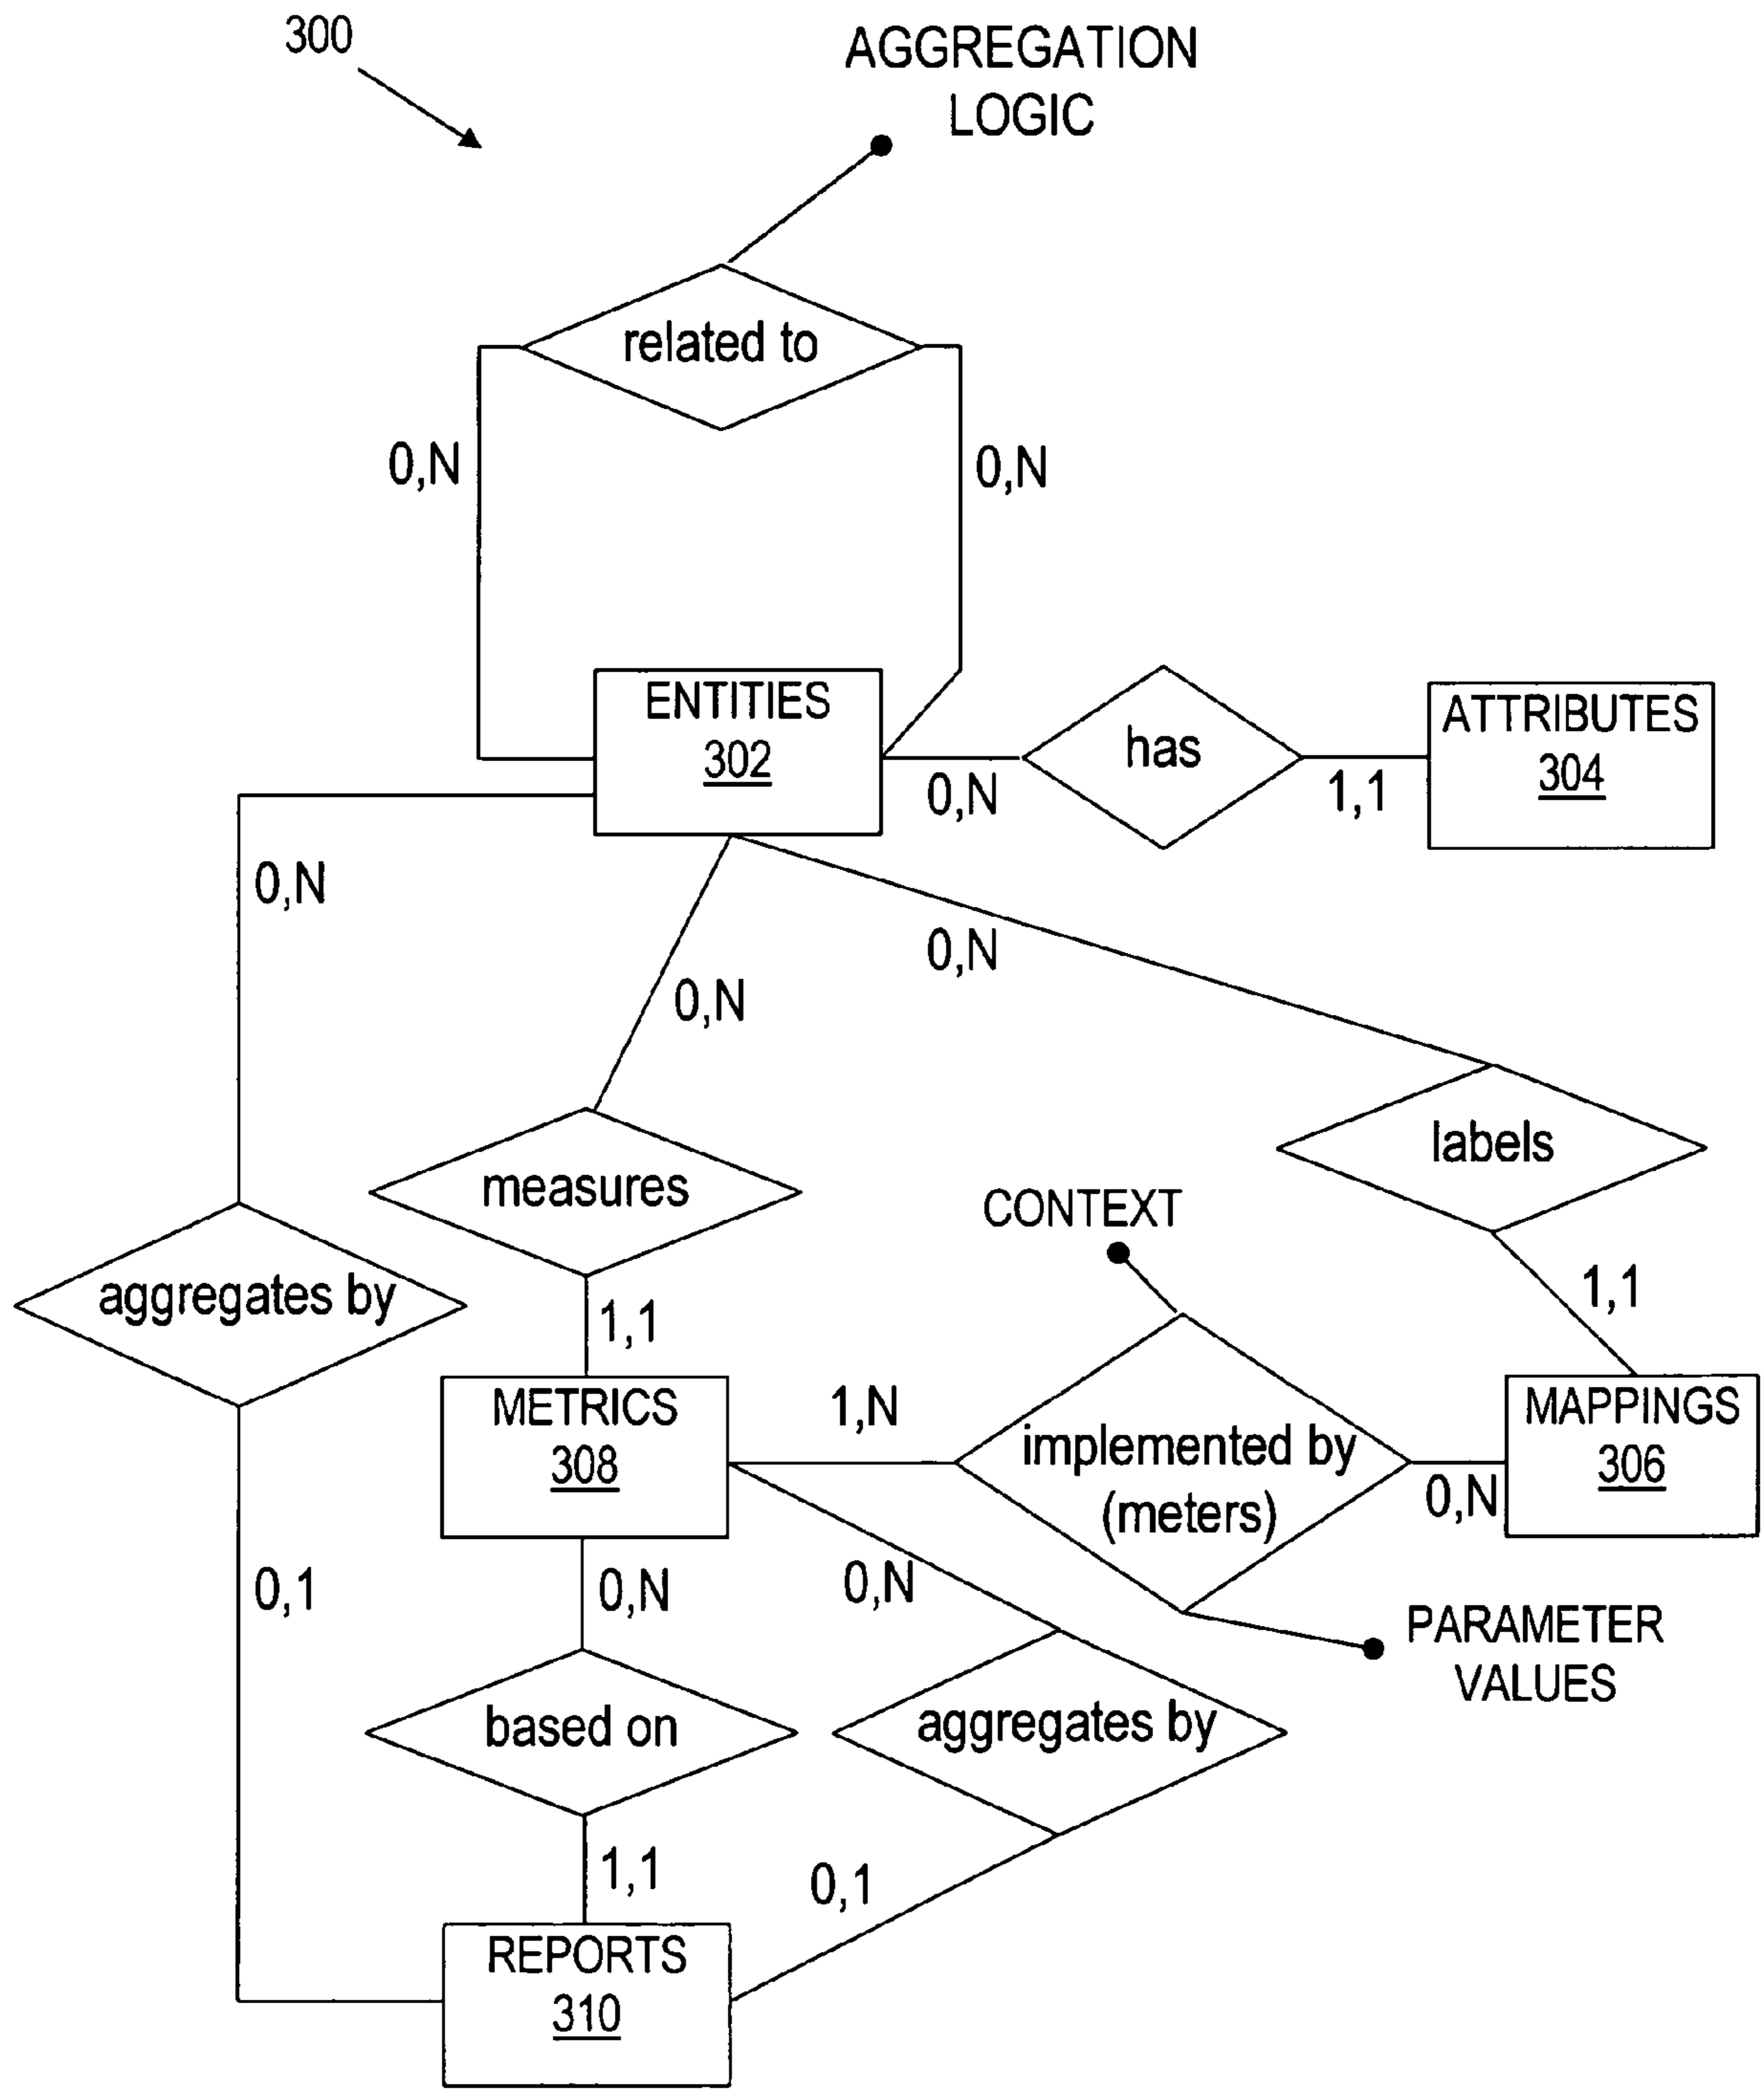 300
AGGREGATION
LOGIC
related to
0,N
0,N
ENTITIES
302
has
ATTRIBUTES
304
0,N
1,1
0,N
0,N
0,N
labels
measures
CONTEXT
aggregates by
1,1
1,1
METRICS
308
1,N
implemented by
(meters)
MAPPINGS
306
0,N
0,1
0,N
0,N
PARAMETER
VALUES
based on
aggregates by
1,1
0,1
REPORTS
310